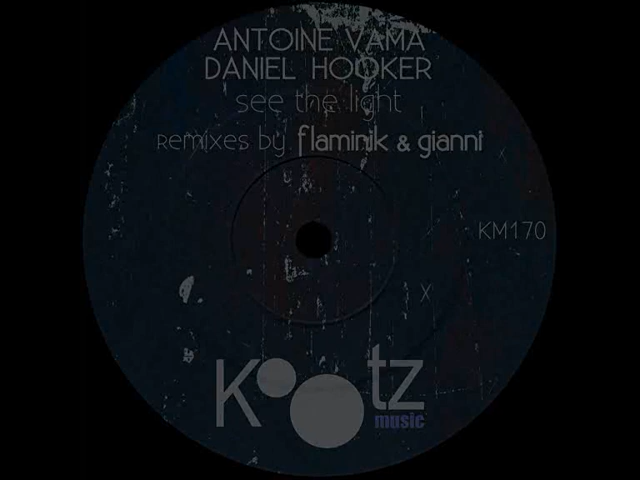 ANTOINE VAMA
DANIEL HOOKER
see the light
Remixes by flaminik & gianni
KM170
X
Kootz
music